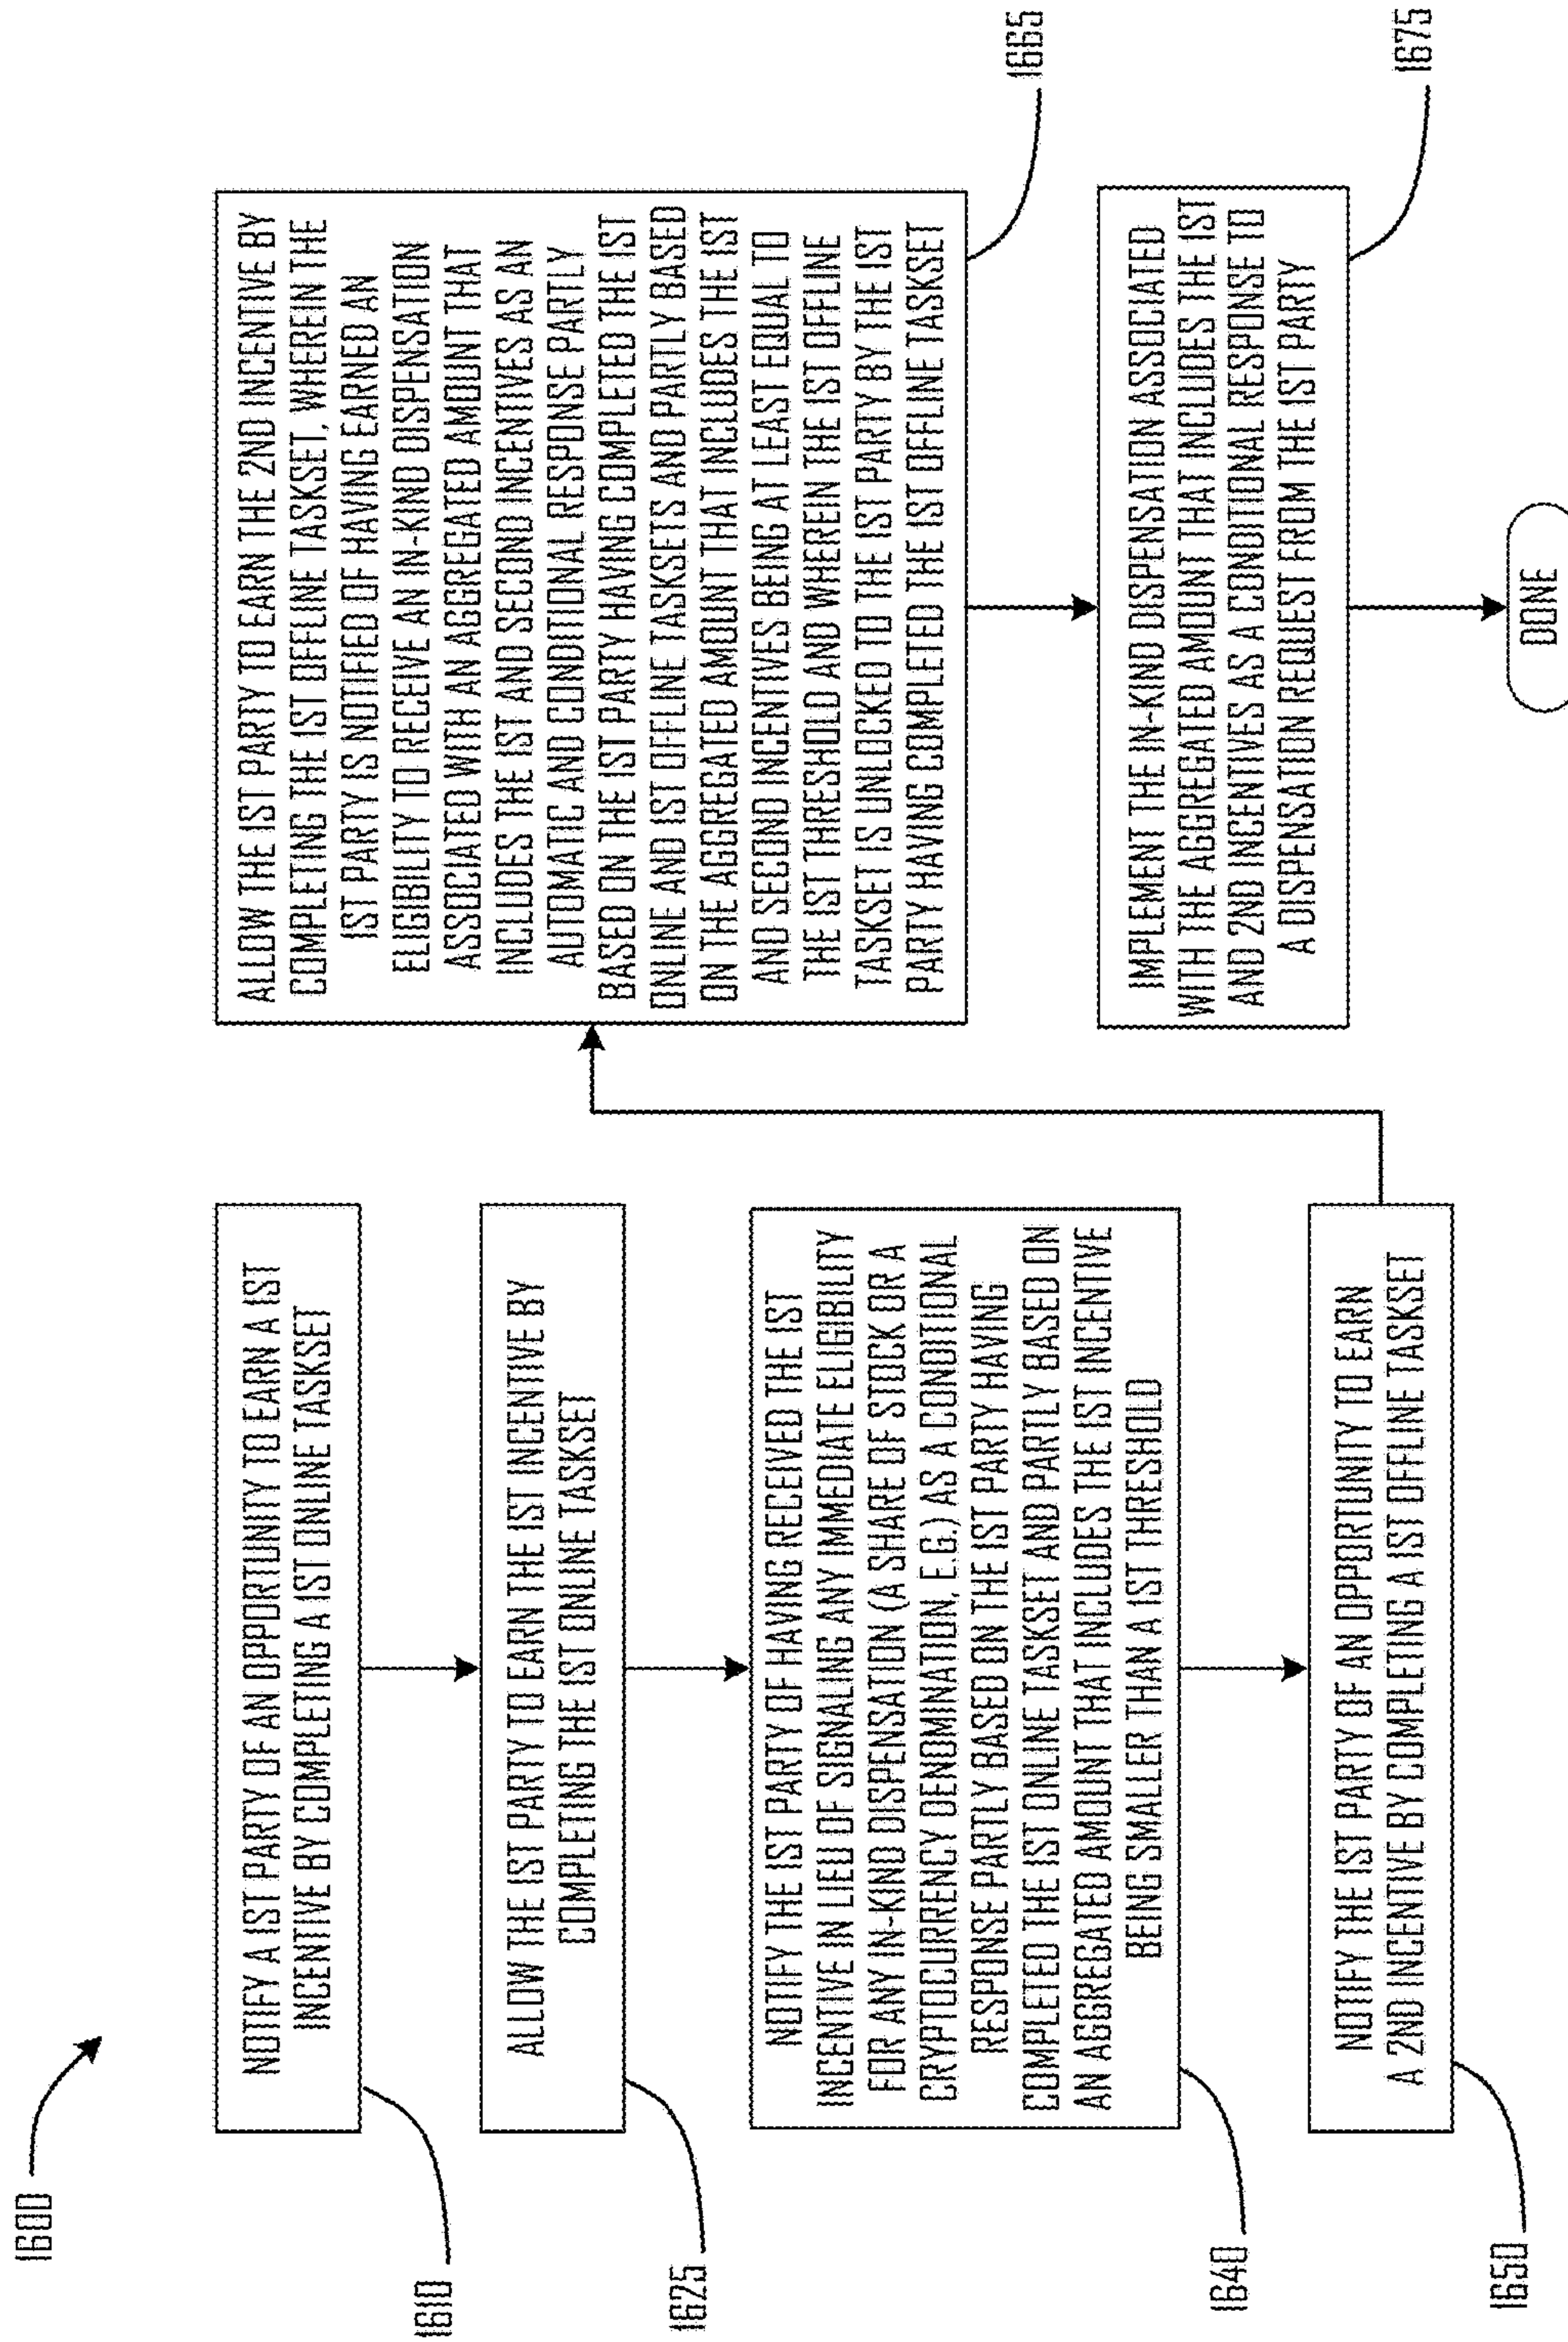 1600
NOTIFY A 1ST PARTY OF AN OPPORTUNITY TO EARN A 1ST
INCENTIVE BY COMPLETING A 1ST ONLINE TASKSET
1610
ALLOW THE 1ST PARTY TO EARN THE 1ST INCENTIVE BY
COMPLETING THE 1ST ONLINE TASKSET
1625
NOTIFY THE 1ST PARTY OF HAVING RECEIVED THE 1ST
INCENTIVE IN LIEU OF SIGNALING ANY IMMEDIATE ELIGIBILITY
FOR ANY IN-KIND DISPENSATION (A SHARE OF STOCK OR A
CRYPTOCURRENCY DENOMINATION, E.G.) AS A CONDITIONAL
RESPONSE PARTLY BASED ON THE 1ST PARTY HAVING
COMPLETED THE 1ST ONLINE TASKSET AND PARTLY BASED ON
AN AGGREGATED AMOUNT THAT INCLUDES THE 1ST INCENTIVE
BEING SMALLER THAN A 1ST THRESHOLD
1640
NOTIFY THE 1ST PARTY OF AN OPPORTUNITY TO EARN
A 2ND INCENTIVE BY COMPLETING A 1ST OFFLINE TASKSET
1650
ALLOW THE 1ST PARTY TO EARN THE 2ND INCENTIVE BY
COMPLETING THE 1ST OFFLINE TASKSET, WHEREIN THE
1ST PARTY IS NOTIFIED OF HAVING EARNED AN
ELIGIBILITY TO RECEIVE AN IN-KIND DISPENSATION
ASSOCIATED WITH AN AGGREGATED AMOUNT THAT
INCLUDES THE 1ST AND SECOND INCENTIVES AS AN
AUTOMATIC AND CONDITIONAL RESPONSE PARTLY
BASED ON THE 1ST PARTY HAVING COMPLETED THE 1ST
ONLINE AND 1ST OFFLINE TASKSETS AND PARTLY BASED
ON THE AGGREGATED AMOUNT THAT INCLUDES THE 1ST
AND SECOND INCENTIVES BEING AT LEAST EQUAL TO
THE 1ST THRESHOLD AND WHEREIN THE 1ST OFFLINE
TASKSET IS UNLOCKED TO THE 1ST PARTY BY THE 1ST
PARTY HAVING COMPLETED THE 1ST OFFLINE TASKSET
1665
IMPLEMENT THE IN-KIND DISPENSATION ASSOCIATED
WITH THE AGGREGATED AMOUNT THAT INCLUDES THE 1ST
AND 2ND INCENTIVES AS A CONDITIONAL RESPONSE TO
A DISPENSATION REQUEST FROM THE 1ST PARTY
1675
DONE